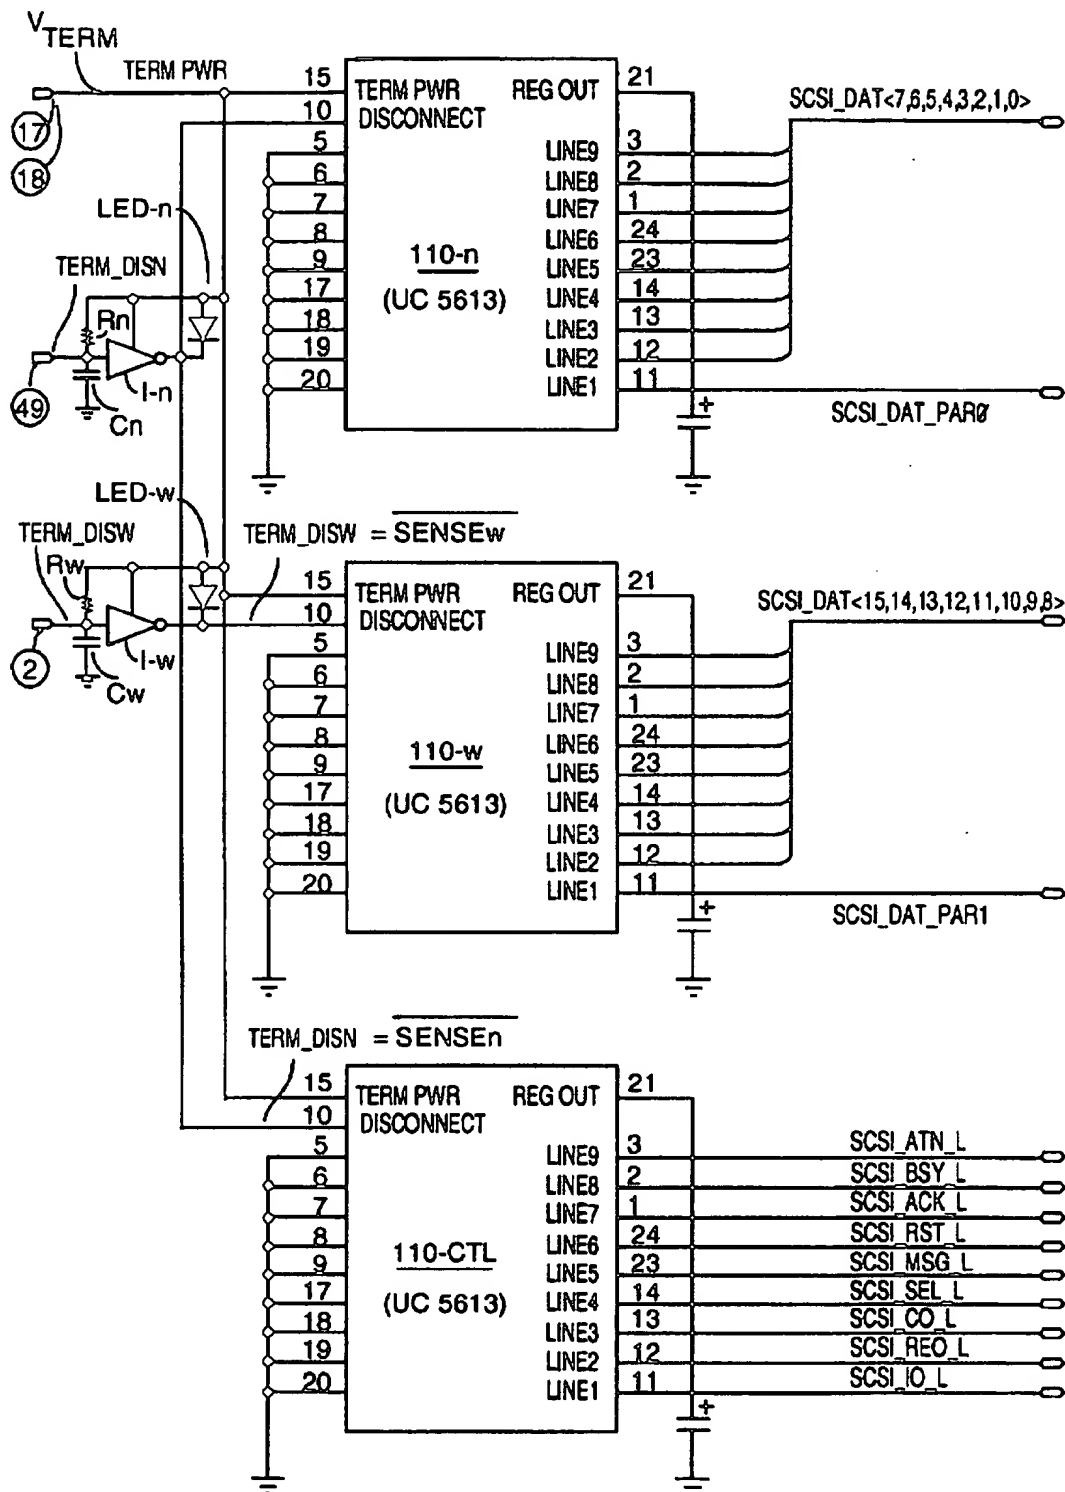 VTERM
TERM PWR
17
18
15 TERM PWR REG OUT 21
10 DISCONNECT
SCSI_DAT<7,6,5,4,3,2,1,0>
5 LINE9 3
6 LINE8 2
7 LINE7 1
8 LINE6 24
9 LINE5 23
17 LINE4 14
18 LINE3 13
19 LINE2 12
20 LINE1 11
110-n
(UC 5613)
SCSI_DAT_PAR0
LED-n
TERM_DISN
Rn
I-n
Cn
49
LED-w
TERM_DISW
Rw
I-w
Cw
2
TERM_DISW = SENSEw
15 TERM PWR REG OUT 21
10 DISCONNECT
SCSI_DAT<15,14,13,12,11,10,9,8>
5 LINE9 3
6 LINE8 2
7 LINE7 1
8 LINE6 24
9 LINE5 23
17 LINE4 14
18 LINE3 13
19 LINE2 12
20 LINE1 11
110-w
(UC 5613)
SCSI_DAT_PAR1
TERM_DISN = SENSEn
15 TERM PWR REG OUT 21
10 DISCONNECT
5 LINE9 3 SCSI_ATN_L
6 LINE8 2 SCSI_BSY_L
7 LINE7 1 SCSI_ACK_L
8 LINE6 24 SCSI_RST_L
9 LINE5 23 SCSI_MSG_L
17 LINE4 14 SCSI_SEL_L
18 LINE3 13 SCSI_CO_L
19 LINE2 12 SCSI_REO_L
20 LINE1 11 SCSI_IO_L
110-CTL
(UC 5613)
+
+
+